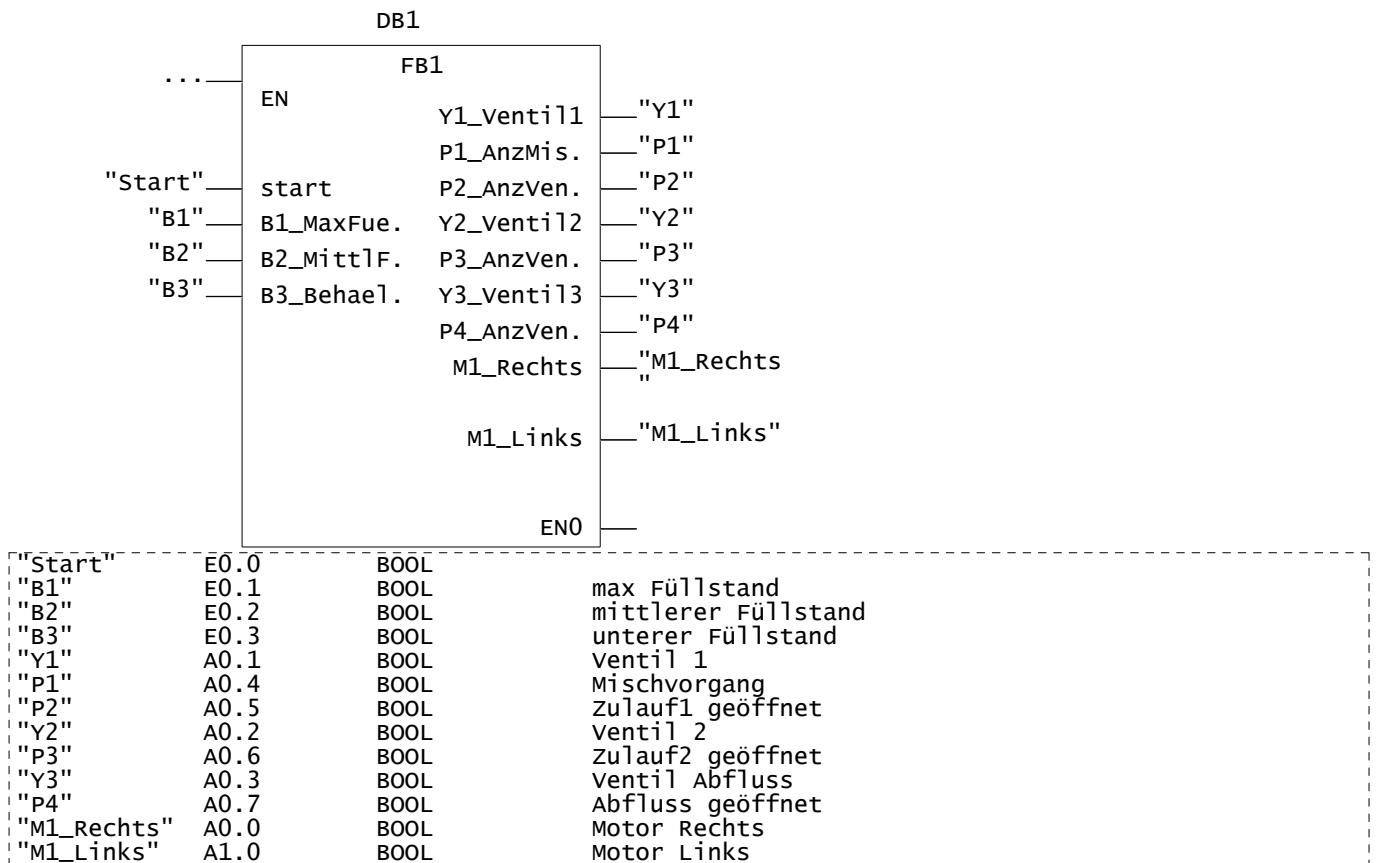 DB1
FB1
... EN
Y1_Ventil1 "Y1"
P1_AnzMis. "P1"
"Start" start P2_AnzVen. "P2"
"B1" B1_MaxFue. Y2_Ventil2 "Y2"
"B2" B2_MittlF. P3_AnzVen. "P3"
"B3" B3_Behael. Y3_Ventil3 "Y3"
P4_AnzVen. "P4"
M1_Rechts "M1_Rechts
"
M1_Links "M1_Links"
ENO
"Start" E0.0 BOOL
"B1" E0.1 BOOL max Füllstand
"B2" E0.2 BOOL mittlerer Füllstand
"B3" E0.3 BOOL unterer Füllstand
"Y1" A0.1 BOOL Ventil 1
"P1" A0.4 BOOL Mischvorgang
"P2" A0.5 BOOL Zulauf1 geöffnet
"Y2" A0.2 BOOL Ventil 2
"P3" A0.6 BOOL Zulauf2 geöffnet
"Y3" A0.3 BOOL Ventil Abfluss
"P4" A0.7 BOOL Abfluss geöffnet
"M1_Rechts" A0.0 BOOL Motor Rechts
"M1_Links" A1.0 BOOL Motor Links